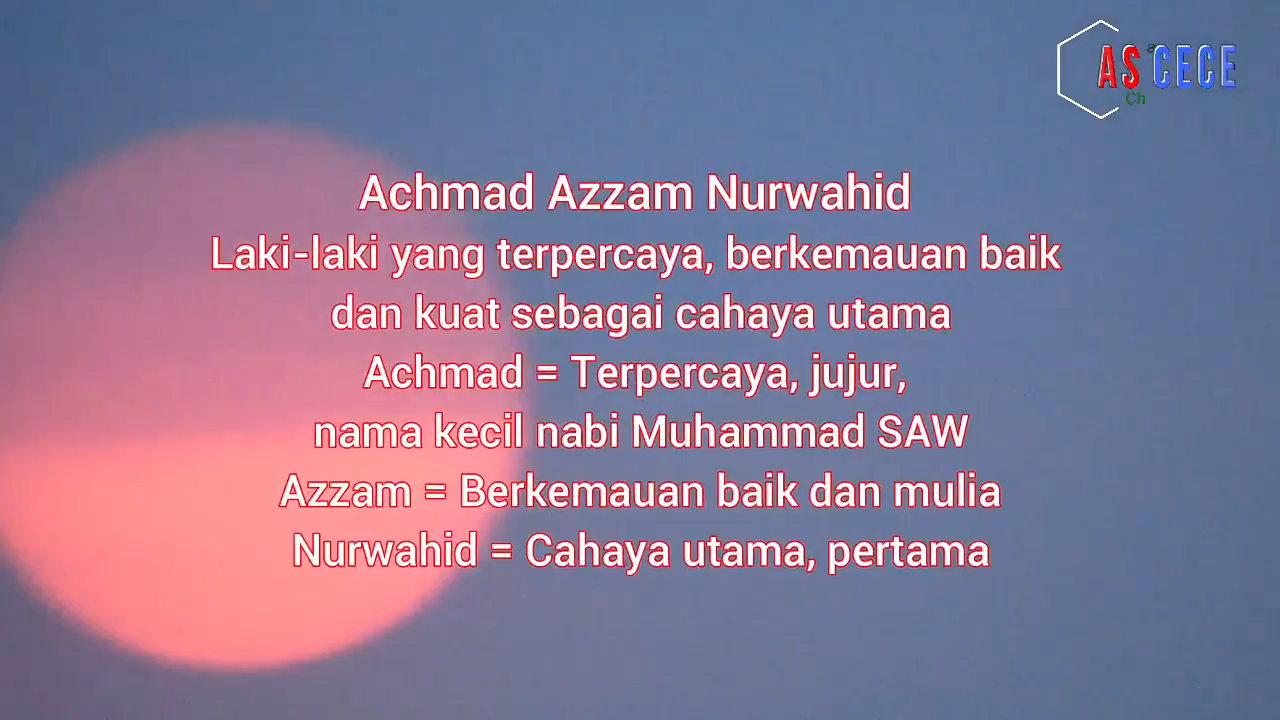 AS CECE
Ch
Achmad Azzam Nurwahid
Laki-laki yang terpercaya, berkemauan baik
dan kuat sebagai cahaya utama
Achmad = Terpercaya, jujur,
nama kecil nabi Muhammad SAW
Azzam = Berkemauan baik dan mulia
Nurwahid = Cahaya utama, pertama